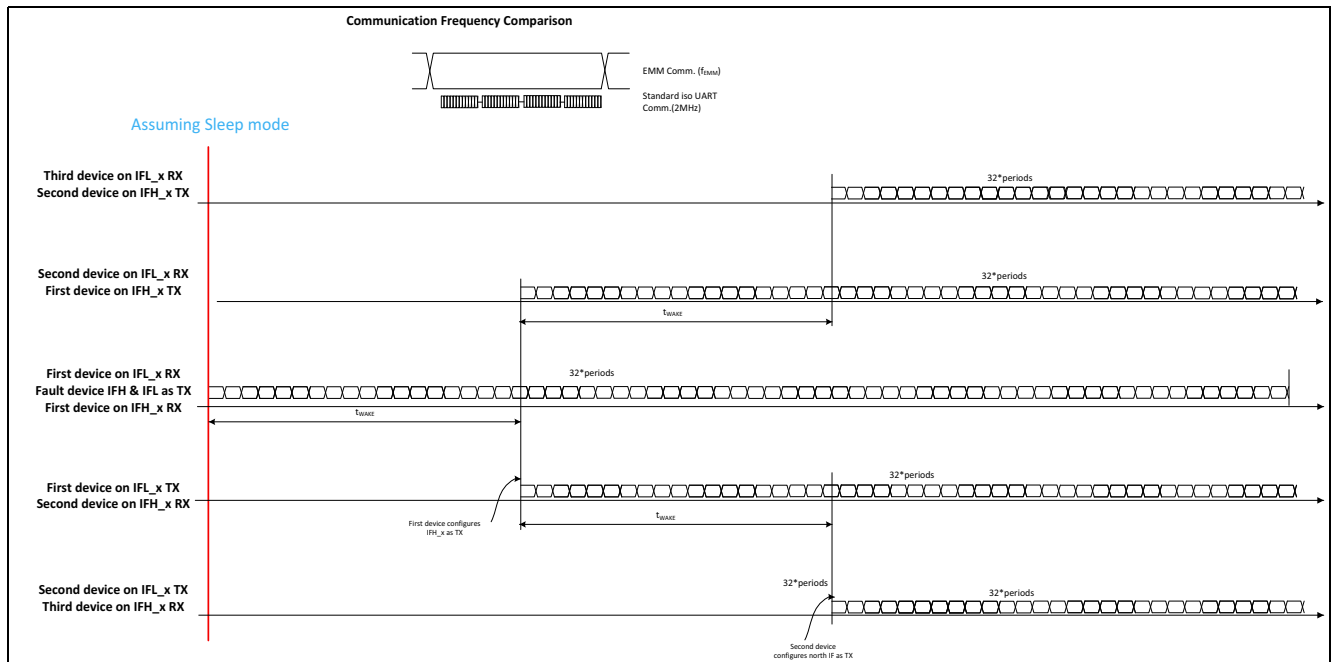 Communication Frequency Comparison
EMM Comm. (fEMM)
Standard iso UART
Comm.(2MHz)
Assuming Sleep mode
Third device on IFL_x RX
Second device on IFH_x TX
32*periods
Second device on IFL_x RX
First device on IFH_x TX
32*periods
tWAKE
First device on IFL_x RX
Fault device IFH & IFL as TX
First device on IFH_x RX
32*periods
tWAKE
First device on IFL_x TX
Second device on IFH_x RX
32*periods
First device configures
IFH_x as TX
tWAKE
Second device on IFL_x TX
Third device on IFH_x RX
32*periods
32*periods
Second device
configures north IF as TX